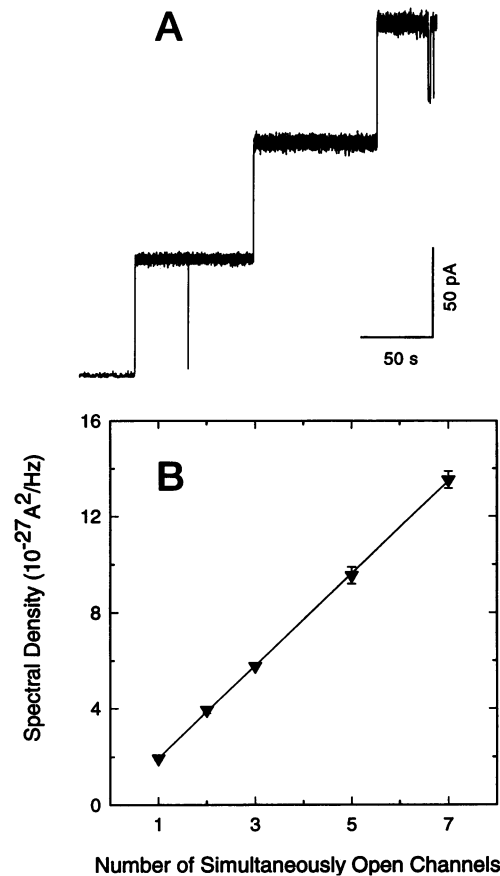 A
50 pA
50 s
B
16
12
8
4
0
Spectral Density (10⁻²⁷A²/Hz)
1 3 5 7
Number of Simultaneously Open Channels